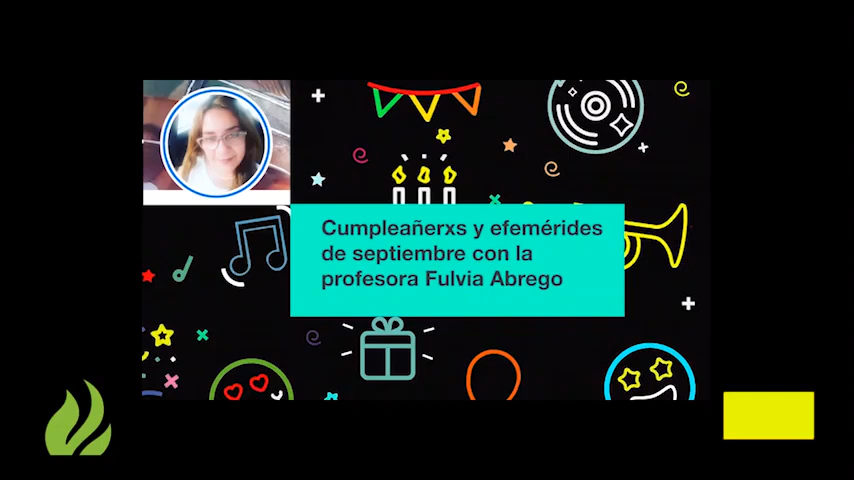 Cumpleañerxs y efemérides
de septiembre con la
profesora Fulvia Abrego